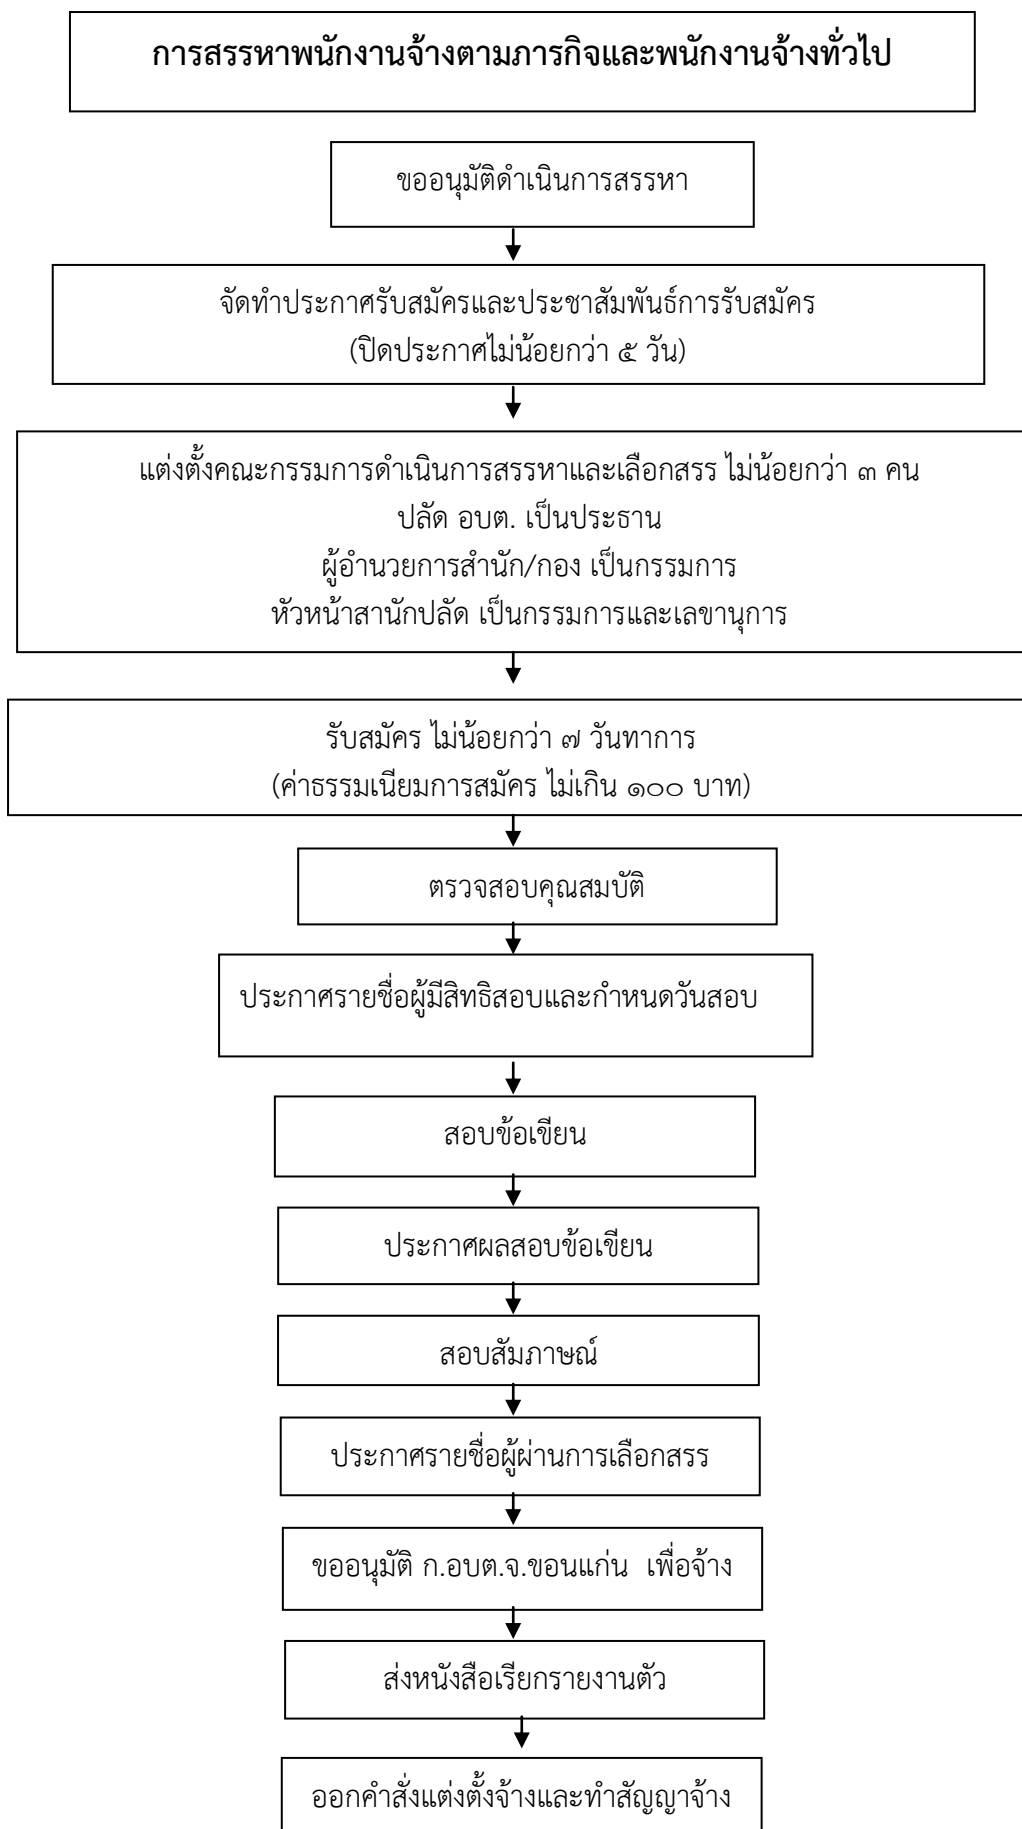 การสรรหาพนักงานจ้างตามภารกิจและพนักงานจ้างทั่วไป
ขออนุมัติดำเนินการสรรหา
จัดทำประกาศรับสมัครและประชาสัมพันธ์การรับสมัคร
(ปิดประกาศไม่น้อยกว่า ๕ วัน)
แต่งตั้งคณะกรรมการดำเนินการสรรหาและเลือกสรร ไม่น้อยกว่า ๓ คน
ปลัด อบต. เป็นประธาน
ผู้อำนวยการสำนัก/กอง เป็นกรรมการ
หัวหน้าสานักปลัด เป็นกรรมการและเลขานุการ
รับสมัคร ไม่น้อยกว่า ๗ วันทาการ
(ค่าธรรมเนียมการสมัคร ไม่เกิน ๑๐๐ บาท)
ตรวจสอบคุณสมบัติ
ประกาศรายชื่อผู้มีสิทธิสอบและกำหนดวันสอบ
สอบข้อเขียน
ประกาศผลสอบข้อเขียน
สอบสัมภาษณ์
ประกาศรายชื่อผู้ผ่านการเลือกสรร
ขออนุมัติ ก.อบต.จ.ขอนแก่น  เพื่อจ้าง
ส่งหนังสือเรียกรายงานตัว
ออกคำสั่งแต่งตั้งจ้างและทำสัญญาจ้าง